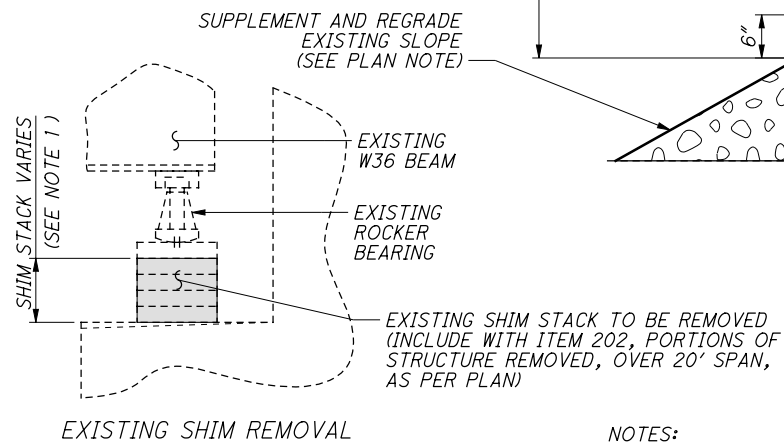 SUPPLEMENT AND REGRADE
EXISTING SLOPE
(SEE PLAN NOTE)
6"
SHIM STACK VARIES
(SEE NOTE 1)
EXISTING
W36 BEAM
EXISTING
ROCKER
BEARING
EXISTING SHIM STACK TO BE REMOVED
(INCLUDE WITH ITEM 202, PORTIONS OF
STRUCTURE REMOVED, OVER 20' SPAN,
AS PER PLAN)
EXISTING SHIM REMOVAL
NOTES: